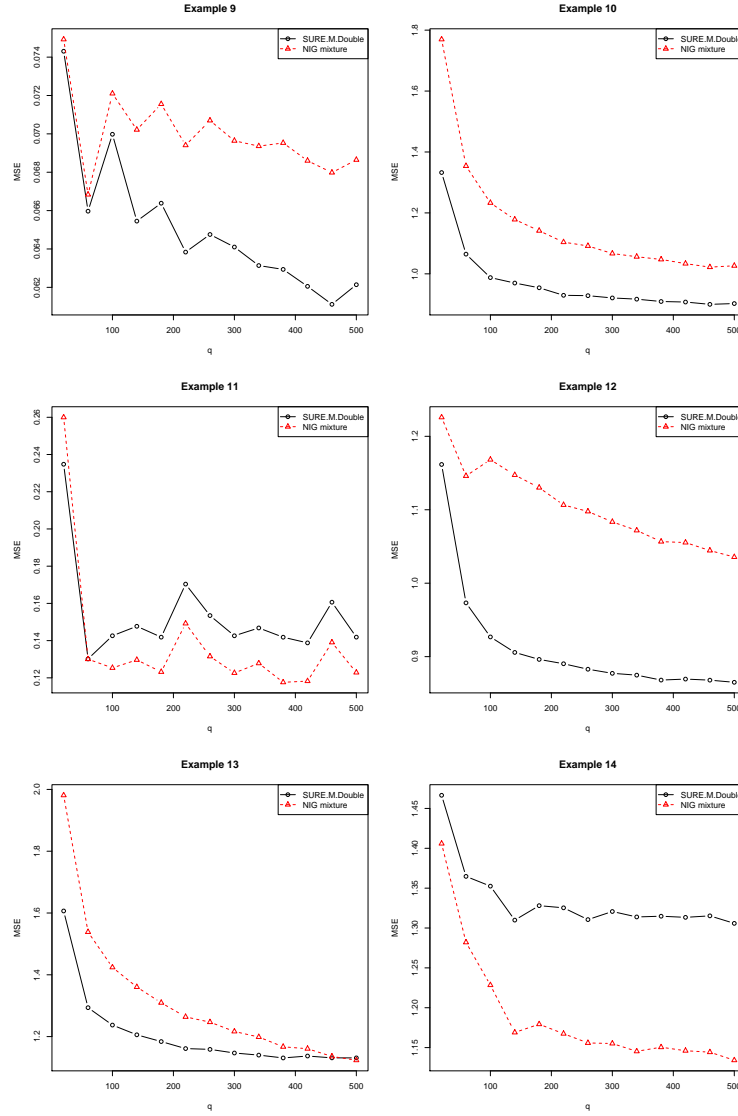 Example 9
SURE.M.Double
NIG mixture
MSE
0.062 0.064 0.066 0.068 0.070 0.072 0.074
100 200 300 400 500
q
Example 10
SURE.M.Double
NIG mixture
MSE
1.0 1.2 1.4 1.6 1.8
100 200 300 400 500
q
Example 11
SURE.M.Double
NIG mixture
MSE
0.12 0.14 0.16 0.18 0.20 0.22 0.24 0.26
100 200 300 400 500
q
Example 12
SURE.M.Double
NIG mixture
MSE
0.9 1.0 1.1 1.2
100 200 300 400 500
q
Example 13
SURE.M.Double
NIG mixture
MSE
1.2 1.4 1.6 1.8 2.0
100 200 300 400 500
q
Example 14
SURE.M.Double
NIG mixture
MSE
1.15 1.20 1.25 1.30 1.35 1.40 1.45
100 200 300 400 500
q